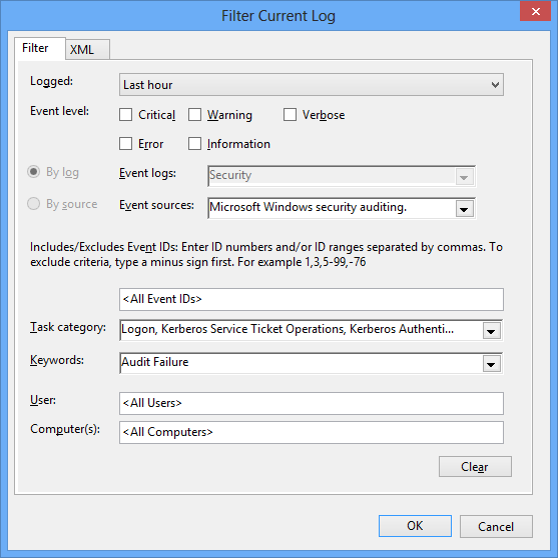 Filter Current Log
Filter XML
Logged: Last hour
Event level: Critical Warning Verbose
Error Information
By log Event logs: Security
By source Event sources: Microsoft Windows security auditing.
Includes/Excludes Event IDs: Enter ID numbers and/or ID ranges separated by commas. To
exclude criteria, type a minus sign first. For example 1,3,5-99,-76
<All Event IDs>
Task category: Logon, Kerberos Service Ticket Operations, Kerberos Authenti...
Keywords: Audit Failure
User: <All Users>
Computer(s): <All Computers>
Clear
OK Cancel